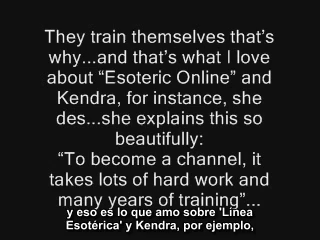 They train themselves that’s
why...and that’s what I love
about “Esoteric Online” and
Kendra, for instance, she
des...she explains this so
beautifully:
“To become a channel, it
takes lots of hard work and
many years of training”...
y eso es lo que amo sobre 'Línea
Esotérica' y Kendra, por ejemplo,